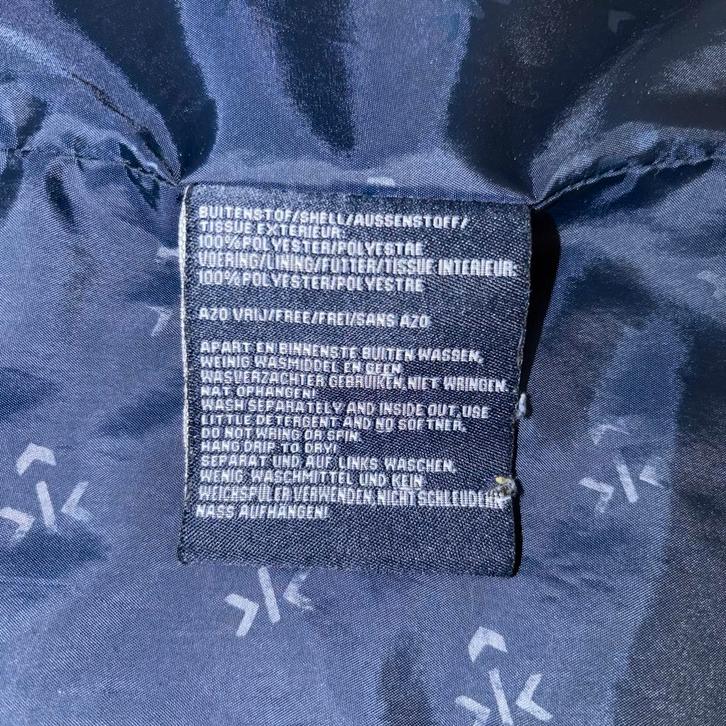 BUITENSTOF/SHELL/AUSSENSTOFF/
TISSUE EXTERIEUR:
100%POLYESTER/POLYESTRE
VOERING/LINING/FUTTER/TISSUE INTERIEUR:
100%POLYESTER/POLYESTRE
AZO VRIJ/FREE/FREI/SANS AZO
APART EN BINNENSTE BUITEN WASSEN,
WEINIG WASMIDDEL EN GEEN
WASVERZACHTER GEBRUIKEN, NIET WRINGEN.
NAT OPHANGEN!
WASH SEPARATELY AND INSIDE OUT, USE
LITTLE DETERGENT AND NO SOFTNER,
DO NOT WRING OR SPIN.
HANG DRIP TO DRY!
SEPARAT UND AUF LINKS WASCHEN,
WENIG WASCHMITTEL UND KEIN
WEICHSPÜLER VERWENDEN, NICHT SCHLEUDERN
NASS AUFHÄNGEN!